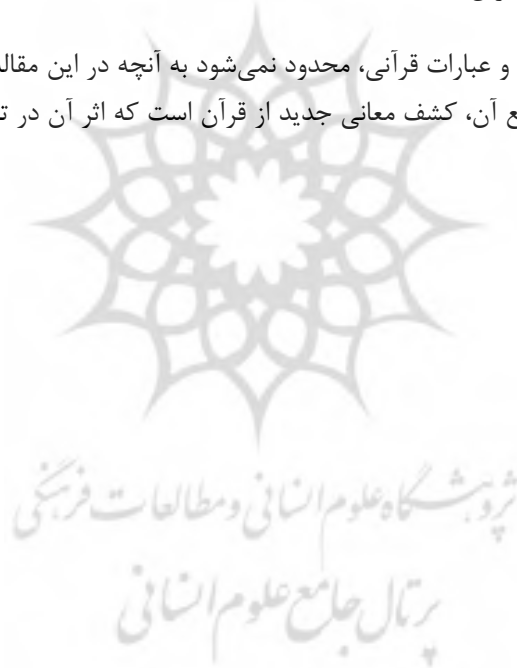 و عبارات قرآنی، محدود نمی‌شود به آنچه در این مقاله
ع آن، کشف معانی جدید از قرآن است که اثر آن در ت
پژوهشگاه علوم انسانی و مطالعات فرهنگی
پرتال جامع علوم انسانی